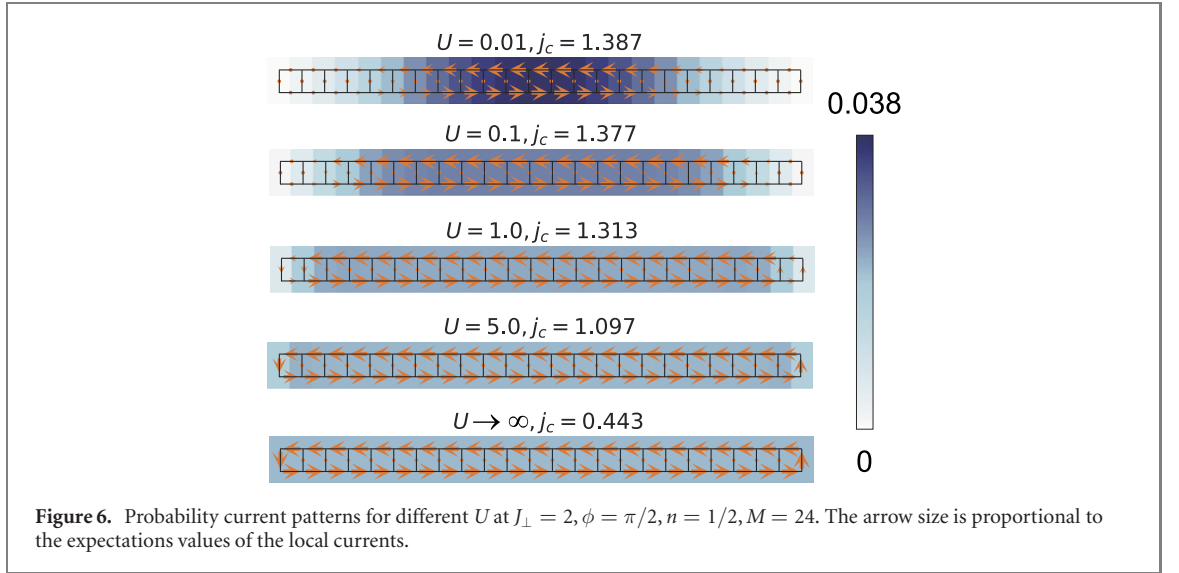 U = 0.01, j_c = 1.387
0.038
U = 0.1, j_c = 1.377
U = 1.0, j_c = 1.313
U = 5.0, j_c = 1.097
U → ∞, j_c = 0.443
0
Figure 6. Probability current patterns for different U at J_⊥ = 2, ϕ = π/2, n = 1/2, M = 24. The arrow size is proportional to
the expectations values of the local currents.